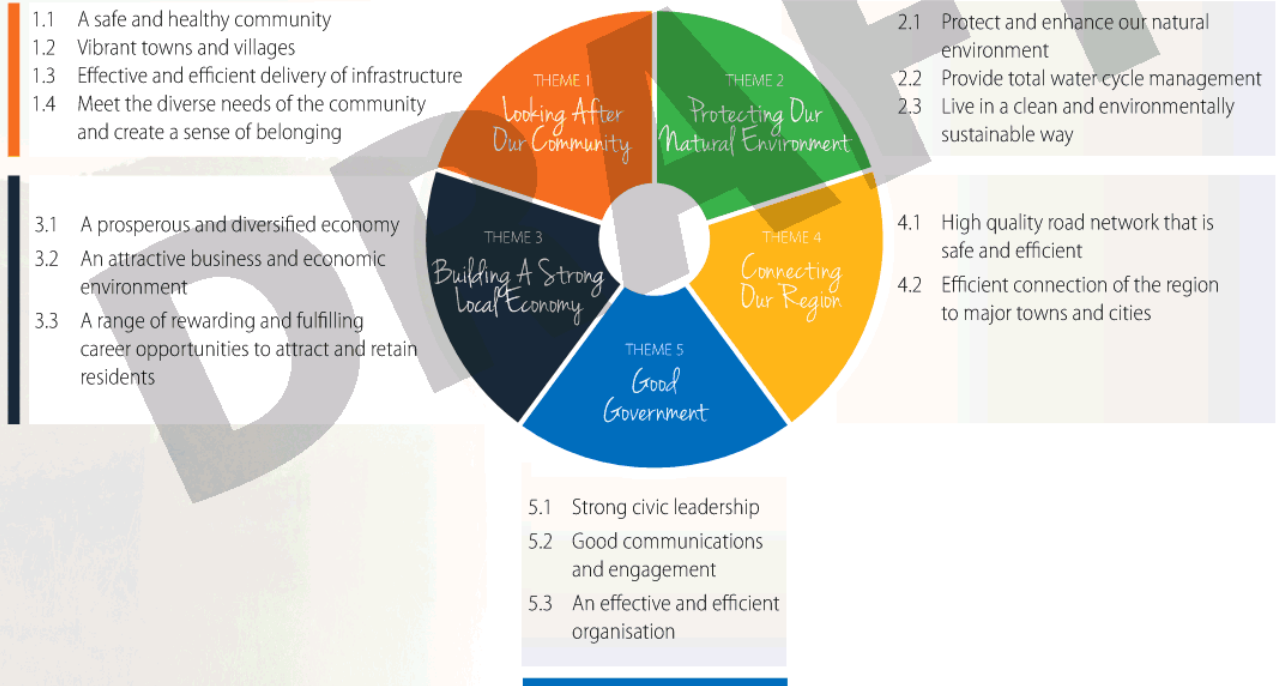 1.1 A safe and healthy community
1.2 Vibrant towns and villages
1.3 Effective and efficient delivery of infrastructure
1.4 Meet the diverse needs of the community
and create a sense of belonging
THEME 1
Looking After
Our Community
THEME 2
Protecting Our
Natural Environment
2.1 Protect and enhance our natural
environment
2.2 Provide total water cycle management
2.3 Live in a clean and environmentally
sustainable way
3.1 A prosperous and diversified economy
3.2 An attractive business and economic
environment
3.3 A range of rewarding and fulfilling
career opportunities to attract and retain
residents
THEME 3
Building A Strong
Local Economy
THEME 4
Connecting
Our Region
4.1 High quality road network that is
safe and efficient
4.2 Efficient connection of the region
to major towns and cities
THEME 5
Good
Government
5.1 Strong civic leadership
5.2 Good communications
and engagement
5.3 An effective and efficient
organisation